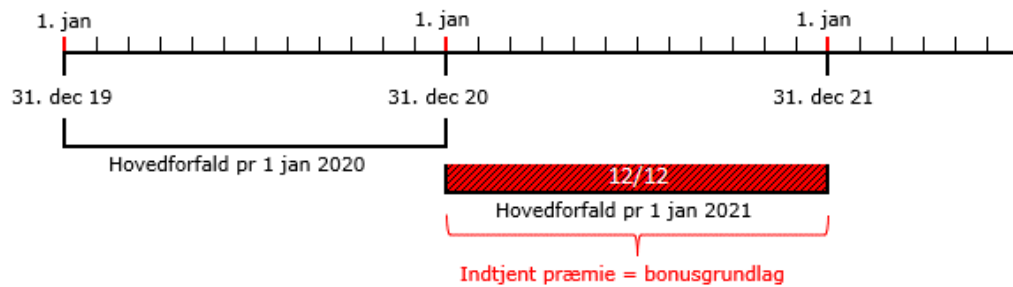 1. jan 1. jan 1. jan
31. dec 19 31. dec 20 31. dec 21
Hovedforfald pr 1 jan 2020
12/12
Hovedforfald pr 1 jan 2021
Indtjent præmie = bonusgrundlag